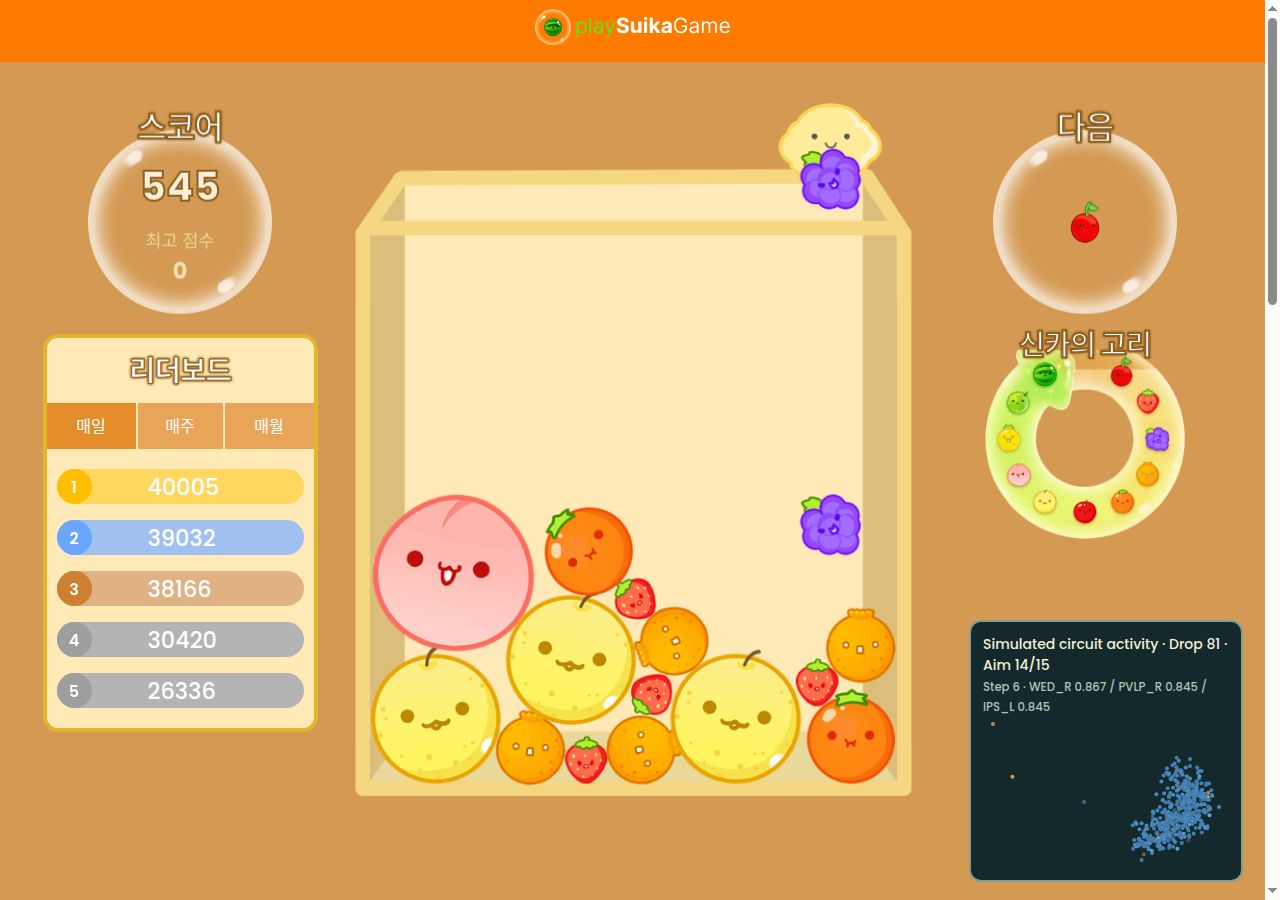 playSuikaGame
스코어
545
최고 점수
0
다음
신카의 고리
리더보드
매일 매주 매월
1 40005
2 39032
3 38166
4 30420
5 26336
Simulated circuit activity · Drop 81 ·
Aim 14/15
Step 6 · WED_R 0.867 / PVLP_R 0.845 /
IPS_L 0.845